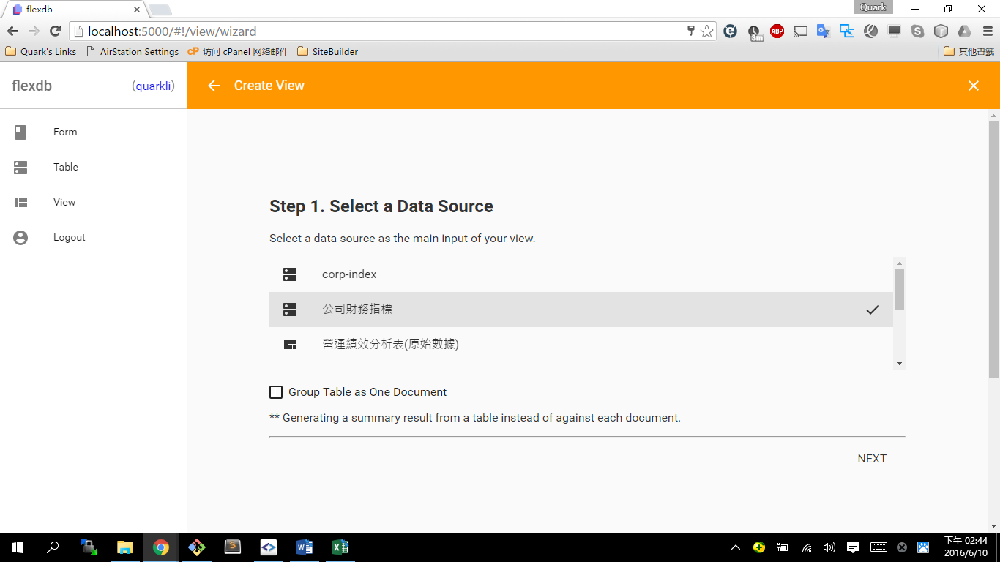 flexdb
Quark
localhost:5000/#!/view/wizard
3m
ABP
Quark's Links
AirStation Settings
cP 访问 cPanel 网络邮件
SiteBuilder
其他書籤
flexdb
(quarkli)
Create View
Form
Table
View
Logout
Step 1. Select a Data Source
Select a data source as the main input of your view.
corp-index
公司財務指標
營運績效分析表(原始數據)
Group Table as One Document
** Generating a summary result from a table instead of against each document.
NEXT
下午 02:44
2016/6/10